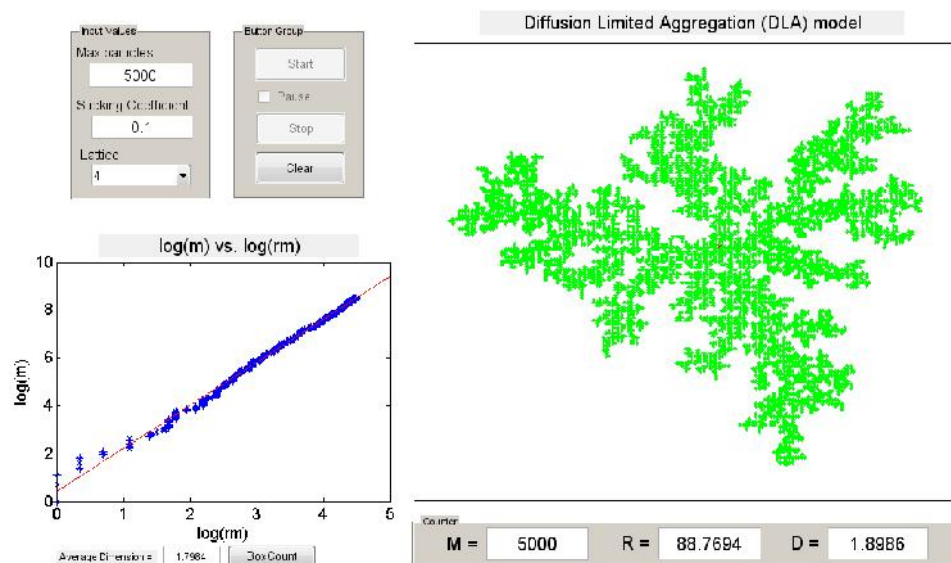 Input Values
Max particles
5000
Sticking Coefficient
0.1
Lattice
4
Button Group
Start
Pause
Stop
Clear
log(m) vs. log(rm)
10
8
6
4
2
0
log(m)
0 1 2 3 4 5
log(rm)
Average Dimension = 1.7984 BoxCount
Diffusion Limited Aggregation (DLA) model
Counter
M = 5000 R = 88.7694 D = 1.8986